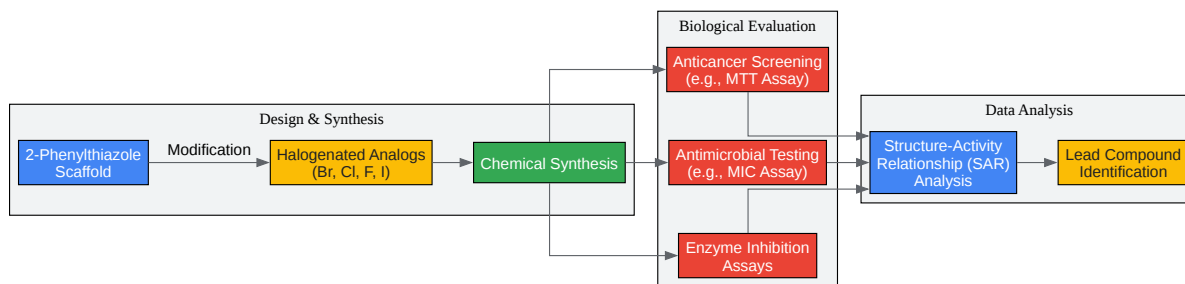 Design & Synthesis
2-Phenylthiazole
Scaffold
Modification
Halogenated Analogs
(Br, Cl, F, I)
Chemical Synthesis
Biological Evaluation
Anticancer Screening
(e.g., MTT Assay)
Antimicrobial Testing
(e.g., MIC Assay)
Enzyme Inhibition
Assays
Data Analysis
Structure-Activity
Relationship (SAR)
Analysis
Lead Compound
Identification